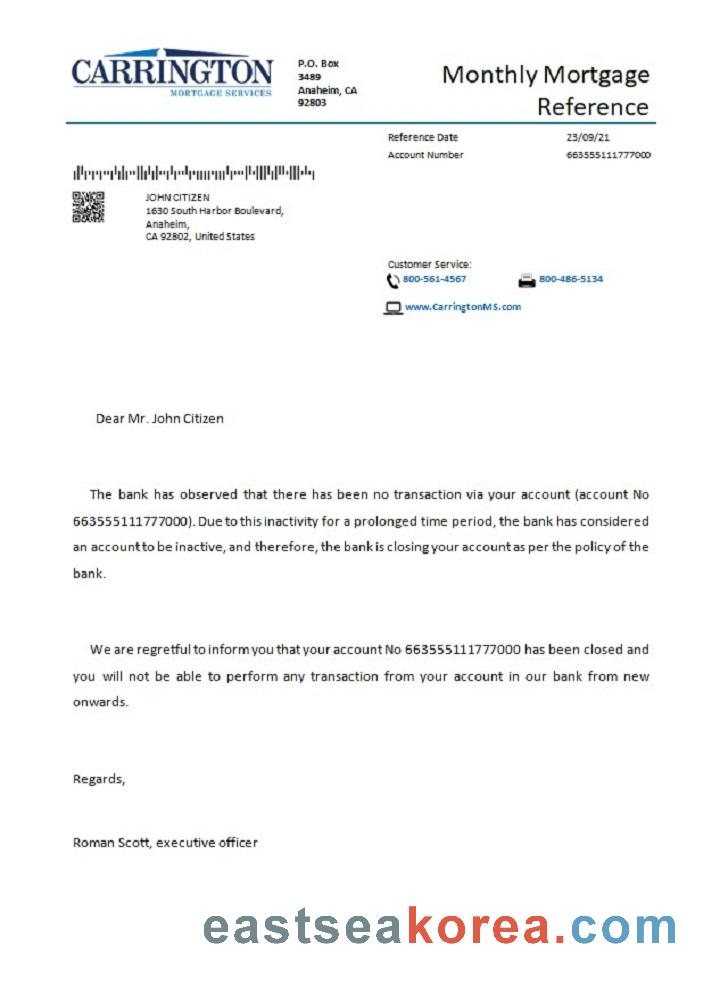 CARRINGTON
MORTGAGE SERVICES
P.O. Box
3489
Anaheim, CA
92803
Monthly Mortgage
Reference
Reference Date 23/09/21
Account Number 663555111777000
JOHN CITIZEN
1630 South Harbor Boulevard,
Anaheim,
CA 92802, United States
Customer Service:
800-561-4567 800-486-5134
www.CarringtonMS.com
Dear Mr. John Citizen
The bank has observed that there has been no transaction via your account (account No
663555111777000). Due to this inactivity for a prolonged time period, the bank has considered
an account to be inactive, and therefore, the bank is closing your account as per the policy of the
bank.
We are regretful to inform you that your account No 663555111777000 has been closed and
you will not be able to perform any transaction from your account in our bank from new
onwards.
Regards,
Roman Scott, executive officer
eastseakorea.com